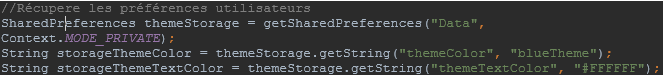 //Récupere les préférences utilisateurs
SharedPreferences themeStorage = getSharedPreferences("Data",
Context.MODE_PRIVATE);
String storageThemeColor = themeStorage.getString("themeColor", "blueTheme");
String storageThemeTextColor = themeStorage.getString("themeTextColor", "#FFFFFF");